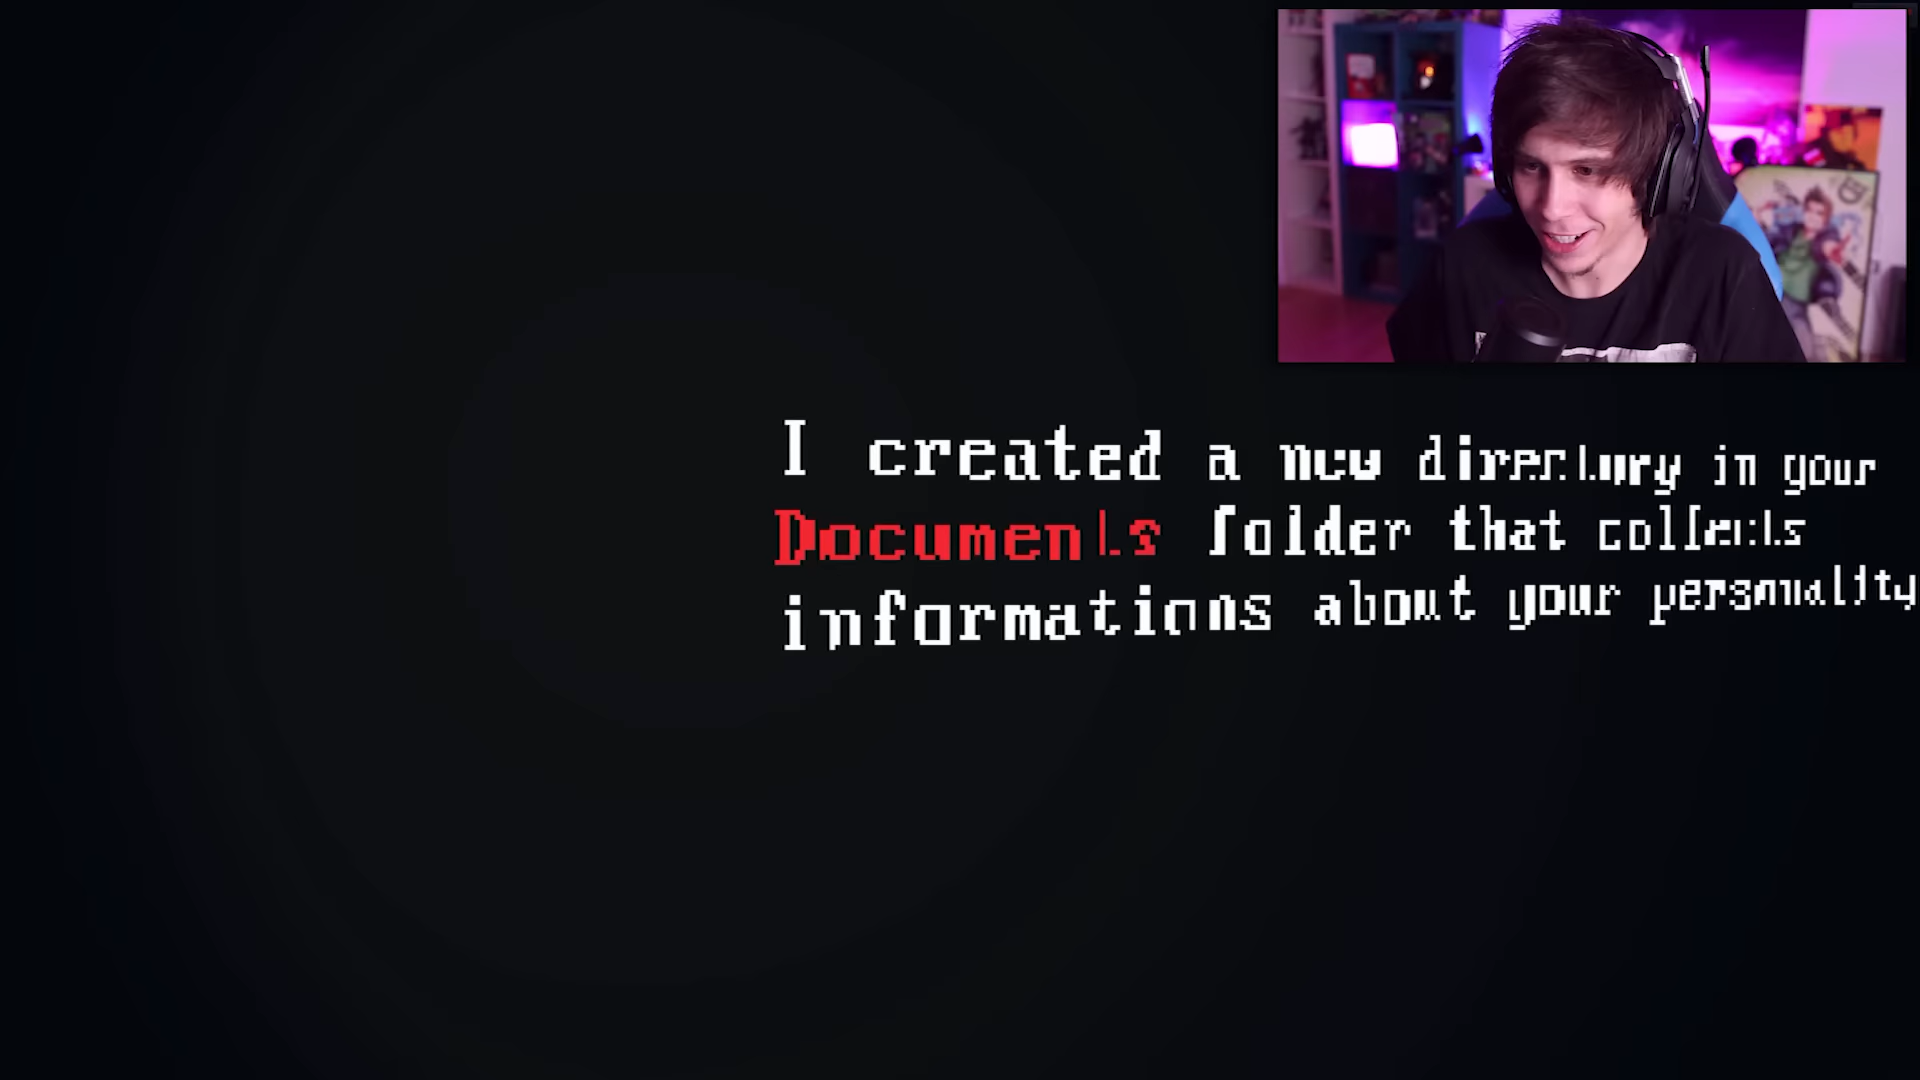 I created a new directory in your
Documents folder that collects
informations about your personality